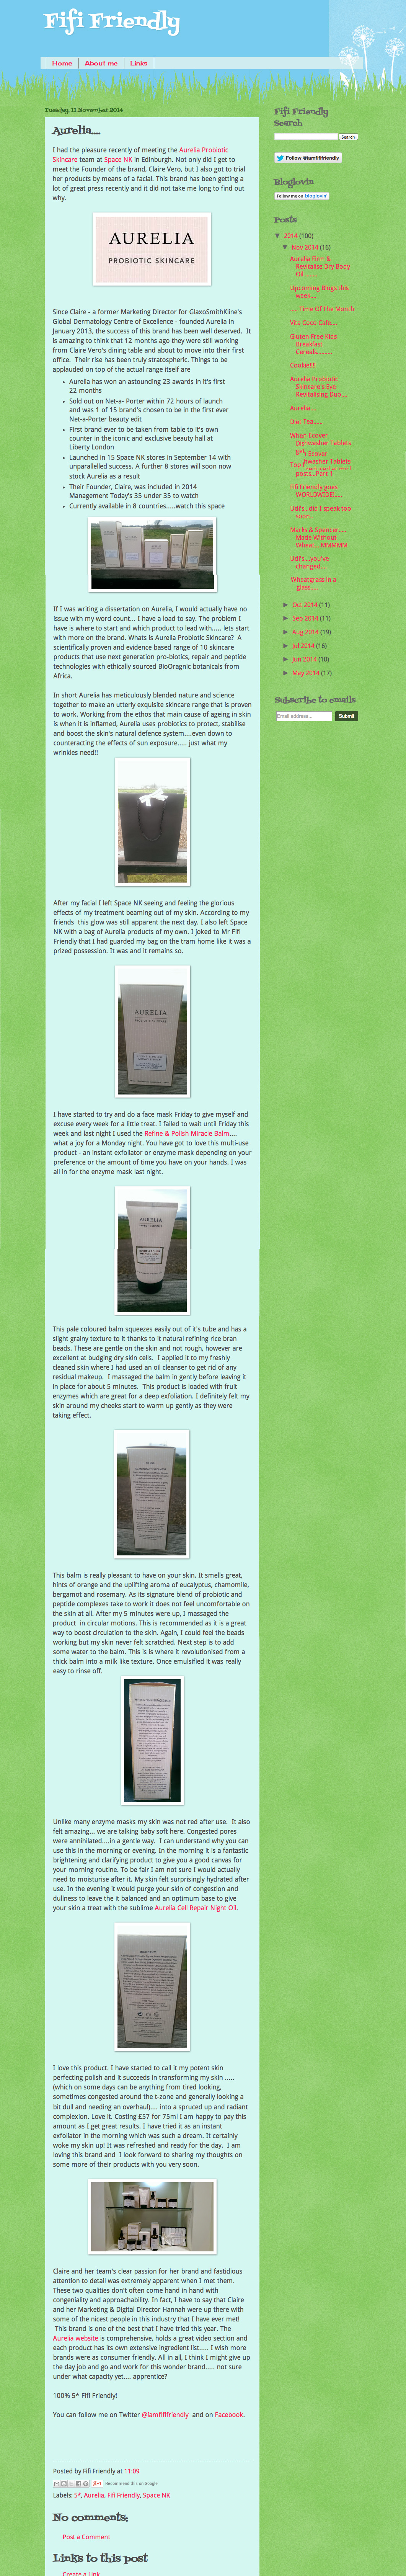 Fifi Friendly
Home
About me
Links
Tuesday, 11 November 2014
Aurelia....
I had the pleasure recently of meeting the Aurelia Probiotic
Skincare team at Space NK in Edinburgh. Not only did I get to
meet the Founder of the brand, Claire Vero, but I also got to trial
her products by means of a facial. This brand has been getting a
lot of great press recently and it did not take me long to find out
why.
AURELIA
PROBIOTIC SKINCARE
Since Claire - a former Marketing Director for GlaxoSmithKline's
Global Dermatology Centre of Excellence - found Aurelia in
January 2013, the success of this brand has been well deserved. It
is amazing to think that 12 months ago they were still working
from Claire Vero's dining table and about to move to their first
office. Their rise has been truly stratospheric. Things to be
applauded on top of the actual range itself are
Aurelia has won an astounding 23 awards in it's first
22 months
Sold out on Net-a- Porter within 72 hours of launch
and was 1 of 15 brand's chosen to be in the first ever
Net-a-Porter beauty edit
First brand ever to be taken from table to it's own
counter in the contemporary new beauty hall at
Liberty London
Launched in 15 Space NK stores in September 14 with
unparallelled success. A further 8 stores will stock now
stock Aurelia as a result
Their Founder, Claire, was included in 2014
Management Today's 35 under 35 to watch
Currently available in 8 countries.....watch this space
If I was writing a dissertation on Aurelia, I would actually have no
issue with my word count... I have a load to say. To be honest I
am unsure where to start and which product to lead with..... lets start
with more on the brand. Whats is Aurelia Probiotic Skincare? A
clinically proven and evidence based range of 10 skincare
products that use next generation pro-biotcs, repair and peptide
technologies with ethically sourced BioOragnic botanicals from
Africa.
In short Aurelia has meticulously blended nature and science
together to make an utterly exquisite skincare range that is proven
to work. Working from the ethos that much of the ageing in skin
is when it is inflamed, Aurelia uses probiotics to protect, stabilise
and boost the skin's natural defence system....even down to
counteracting the effects of sun exposure..... just what my
wrinkles need!!
After my facial I left Space NK seeing and feeling the glorious
effects of my treatment beaming out of my skin. According to my
friends this glow was still apparent the next day. I also left Space
NK with a bag of Aurelia products of my own. I joked to Mr Fifi
Friendly that I had guarded my bag on the tram home like it was a
prized possession. It was and it remains so.
AURELIA
I have started to try and do a face mask Friday to give myself and
excuse every week for a little treat. I failed to wait until Friday this
week and last night I used the Refine & Polish Miracle Balm....
what a joy for a Monday night. You have got to love this multi-use
product - an instant exfoliator or enzyme mask depending on your
preference or the amount of time you have on your hands. I was
all in for the enzyme mask last night.
AURELIA
This pale coloured balm squeezes easily out of it's tube and has a
slight grainy texture to it thanks to it natural refining rice bran
beads. These are gentle on the skin and not rough, however are
excellent at budging dry skin cells. I applied it to my freshly
cleaned skin where I had used an oil cleanser to get rid of any
residual makeup. I massaged the balm in gently before leaving it
in place for about 5 minutes. This product is loaded with fruit
enzymes which are great for a deep exfoliation. I definitely felt my
skin around my cheeks start to warm up gently as they were
taking effect.
This balm is really pleasant to have on your skin. It smells great,
hints of orange and the uplifting aroma of eucalyptus, chamomile,
bergamot and rosemary. As its signature blend of probiotic and
peptide complexes take to work it does not feel uncomfortable on
the skin at all. After my 5 minutes were up, I massaged the
product in circular motions. This is recommended as it is a great
way to boost circulation to the skin. Again, I could feel the beads
working but my skin never felt scratched. Next step is to add
some water to the balm. This is is where it revolutionised from a
thick balm into a milk like texture. Once emulsified it was really
easy to rinse off.
Unlike many enzyme masks my skin was not red after use. It also
felt amazing... we are talking baby soft here. Congested pores
were annihilated....in a gentle way. I can understand why you can
use this in the morning or evening. In the morning it is a fantastic
brightening and clarifying product to give you a good canvas for
your morning routine. To be fair I am not sure I would actually
need to moisturise after it. My skin felt surprisingly hydrated after
use. In the evening it would purge your skin of congestion and
dullness to leave the it balanced and an optimum base to give
your skin a treat with the sublime Aurelia Cell Repair Night Oil.
I love this product. I have started to call it my potent skin
perfecting polish and it succeeds in transforming my skin .....
(which on some days can be anything from tired looking,
sometimes congested around the t-zone and generally looking a
bit dull and needing an overhaul).... into a spruced up and radiant
complexion. Love it. Costing £57 for 75ml I am happy to pay this
amount as I get great results. I have tried it as an instant
exfoliator in the morning which was such a dream. It certainly
woke my skin up! It was refreshed and ready for the day. I am
loving this brand and I look forward to sharing my thoughts on
some more of their products with you very soon.
Claire and her team's clear passion for her brand and fastidious
attention to detail was extremely apparent when I met them.
These two qualities don't often come hand in hand with
congeniality and approachability. In fact, I have to say that Claire
and her Marketing & Digital Director Hannah were up there with
some of the nicest people in this industry that I have ever met!
This brand is one of the best that I have tried this year. The
Aurelia website is comprehensive, holds a great video section and
each product has its own extensive ingredient list..... I wish more
brands were as consumer friendly. All in all, I think I might give up
the day job and go and work for this wonder brand...... not sure
under what capacity yet.... apprentice?
100% 5* Fifi Friendly!
You can follow me on Twitter @iamfififriendly and on Facebook.
Posted by Fifi Friendly at 11:09
Recommend this on Google
Labels: 5*, Aurelia, Fifi Friendly, Space NK
No comments:
Post a Comment
Links to this post
Create a Link
Fifi Friendly
Search
Search
Follow @iamfififriendly
Bloglovin
Follow me on bloglovin'
Posts
▼ 2014 (100)
▼ Nov 2014 (16)
Aurelia Firm &
Revitalise Dry Body
Oil .......
Upcoming Blogs this
week...
..... Time Of The Month
Vita Coco Cafe....
Gluten Free Kids
Breakfast
Cereals.........
Cookie!!!!
Aurelia Probiotic
Skincare's Eye
Revitalising Duo....
Aurelia....
Diet Tea......
When Ecover
Dishwasher Tablets
Top
posts...Part 1
Fifi Friendly goes
WORLDWIDE!.....
Udi's...did I speak too
soon..
Marks & Spencer.....
Made Without
Wheat... MMMMM
Udi's....you've
changed....
Wheatgrass in a
glass.....
► Oct 2014 (11)
► Sep 2014 (11)
► Aug 2014 (19)
► Jul 2014 (16)
► Jun 2014 (10)
► May 2014 (17)
Subscribe to emails
Email address...
Submit